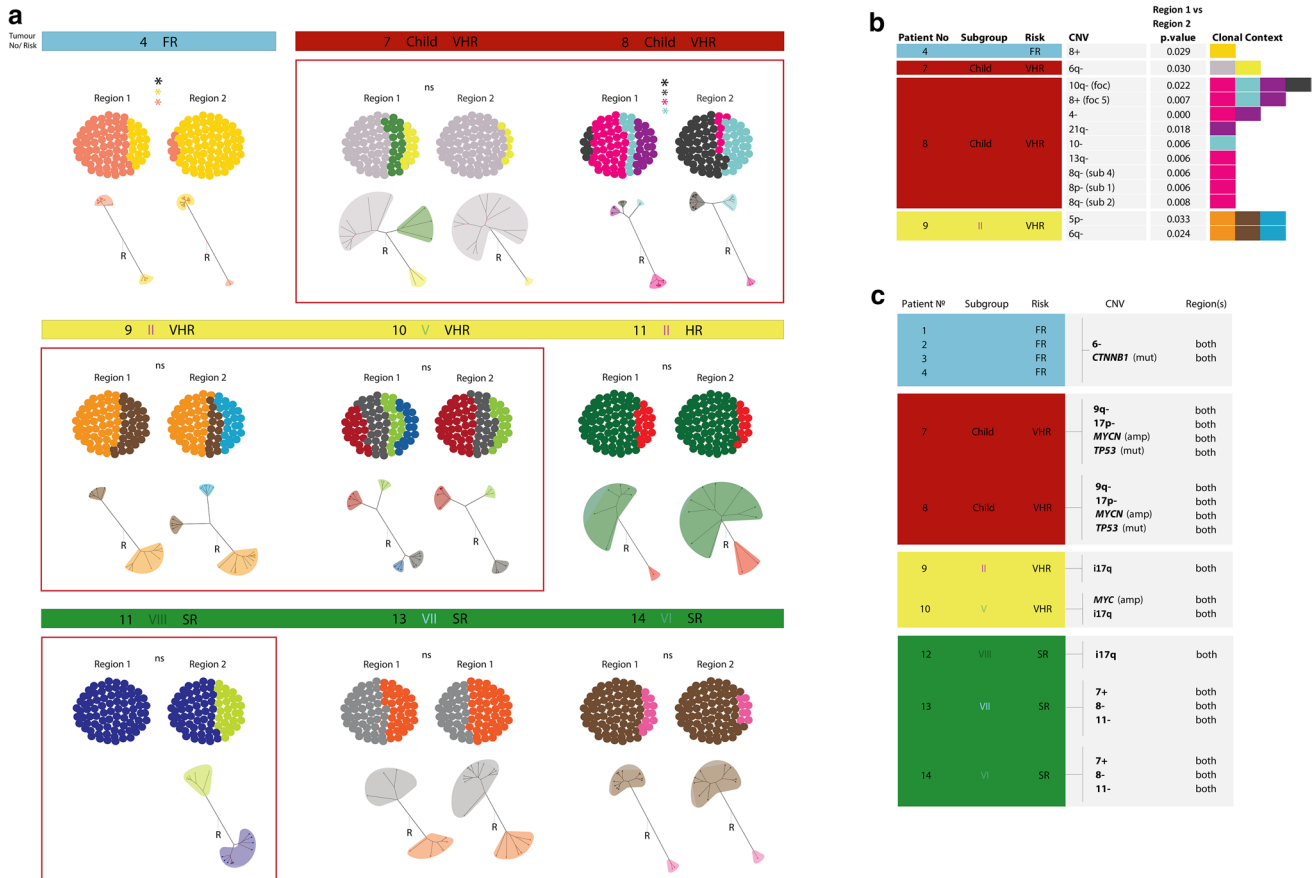 a
Tumour
No/ Risk
4 FR
7 Child VHR
8 Child VHR
***
ns
****
Region 1 Region 2
Region 1 Region 2
Region 1 Region 2
R R
R R
R R
9 II VHR
10 V VHR
11 II HR
ns
ns
ns
Region 1 Region 2
Region 1 Region 2
Region 1 Region 2
R R
R R
R R
11 VIII SR
13 VII SR
14 VI SR
ns
ns
ns
Region 1 Region 2
Region 1 Region 1
Region 1 Region 2
R
R R
R R
b
Region 1 vs
Region 2
Patient No Subgroup Risk CNV p.value Clonal Context
4 FR 8+ 0.029
7 Child VHR 6q- 0.030
10q- (foc) 0.022
8+ (foc 5) 0.007
4- 0.000
21q- 0.018
8 Child VHR
10- 0.006
13q- 0.006
8q- (sub 4) 0.006
8p- (sub 1) 0.006
8q- (sub 2) 0.008
5p- 0.033
9 II VHR
6q- 0.024
c
Patient Nº Subgroup Risk CNV Region(s)
1 FR
2 FR
6- both
3 FR
CTNNB1 (mut) both
4 FR
9q- both
17p- both
7 Child VHR
MYCN (amp) both
TP53 (mut) both
9q- both
17p- both
8 Child VHR
MYCN (amp) both
TP53 (mut) both
9 II VHR i17q both
MYC (amp) both
10 V VHR
i17q both
12 VIII SR i17q both
7+ both
13 VII SR 8- both
11- both
7+ both
14 VI SR 8- both
11- both